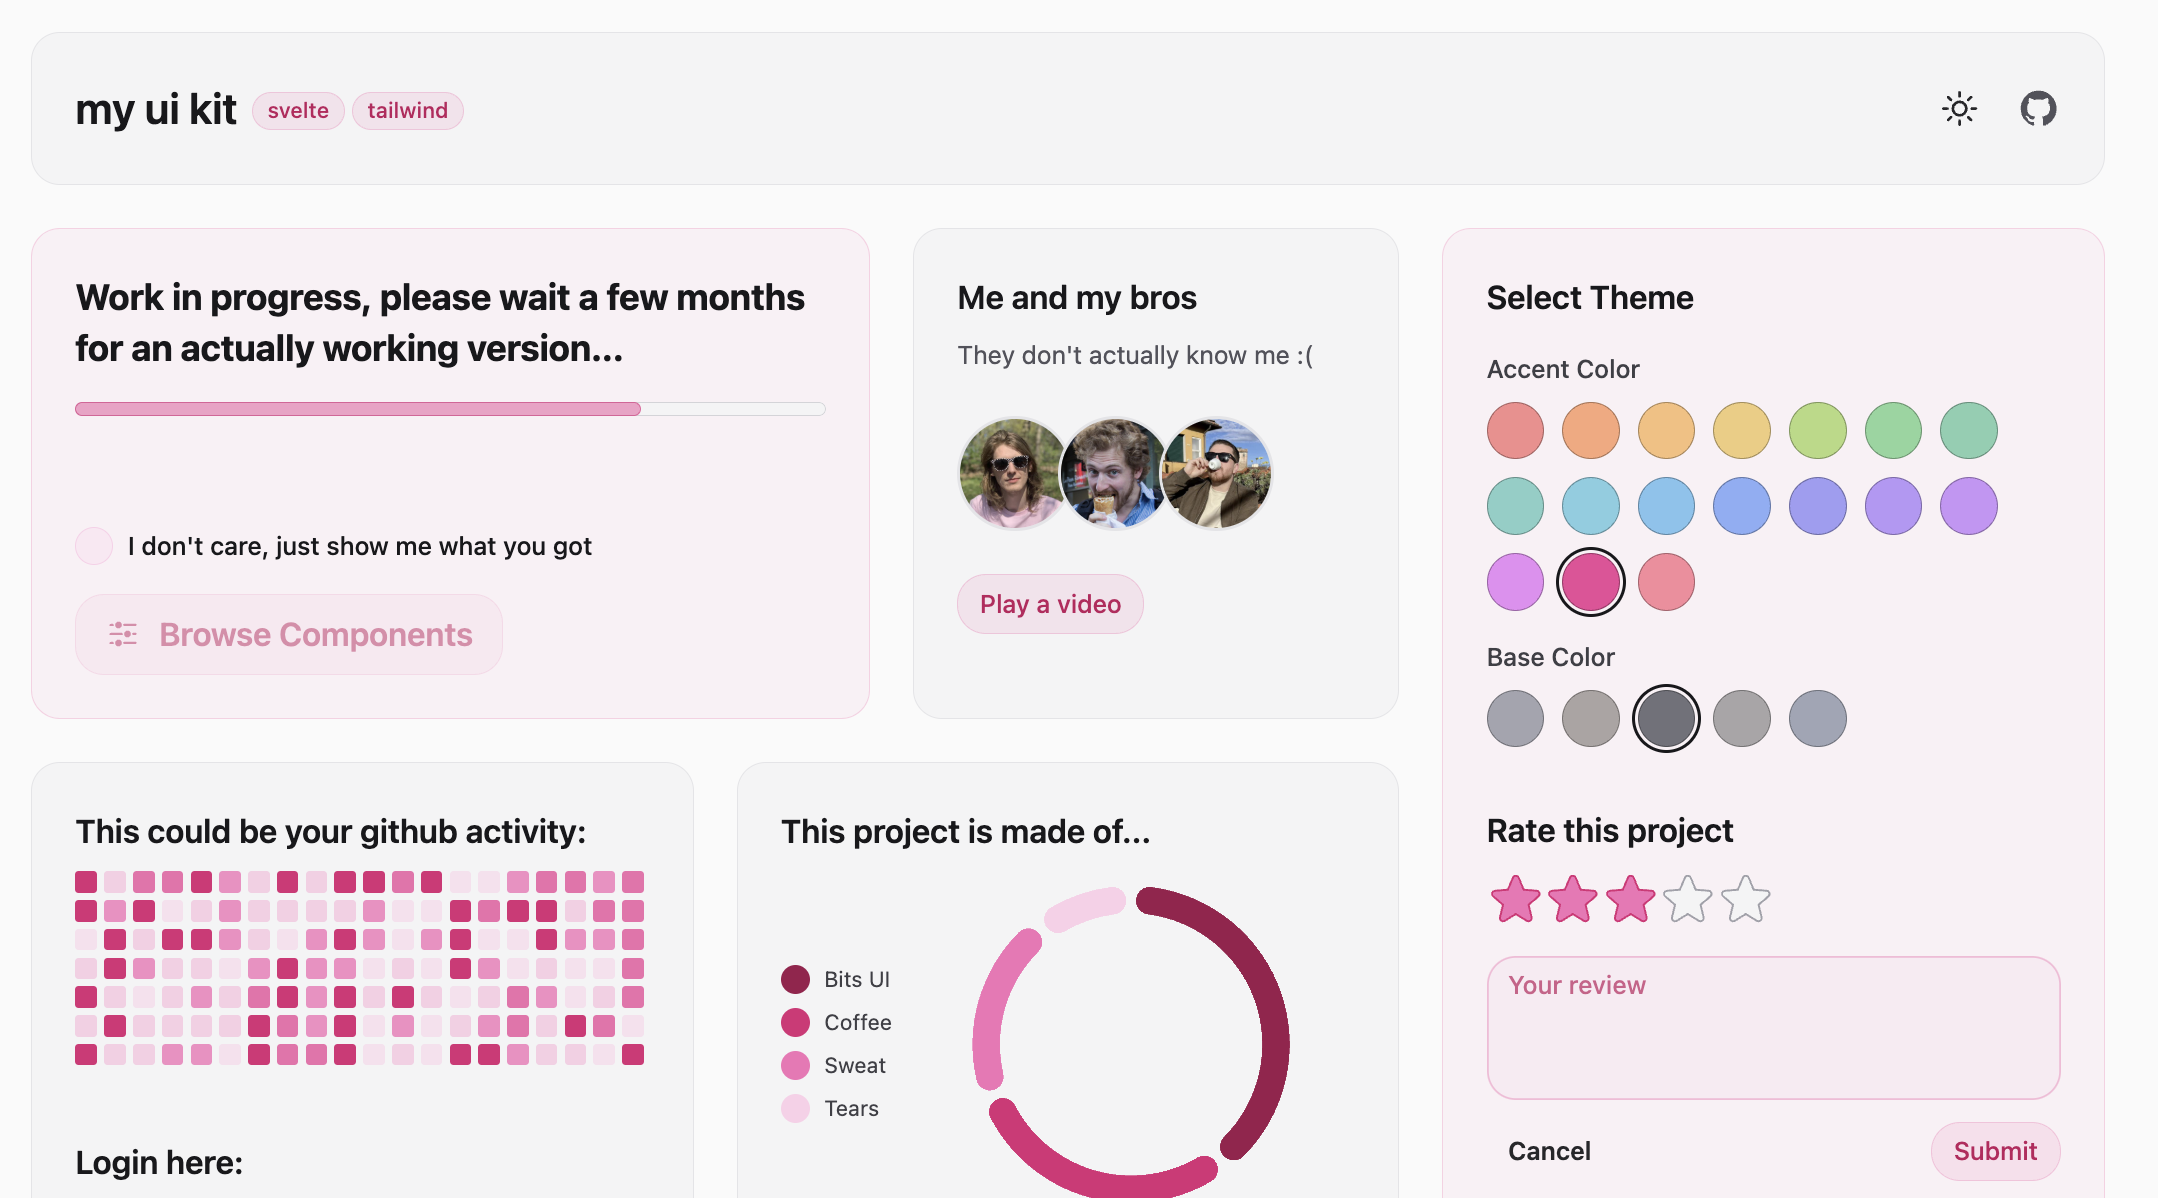 my ui kit svelte tailwind
Work in progress, please wait a few months
for an actually working version...
I don't care, just show me what you got
Browse Components
Me and my bros
They don't actually know me :(
Play a video
Select Theme
Accent Color
Base Color
Rate this project
Your review
Cancel Submit
This could be your github activity:
Login here:
This project is made of...
Bits UI
Coffee
Sweat
Tears